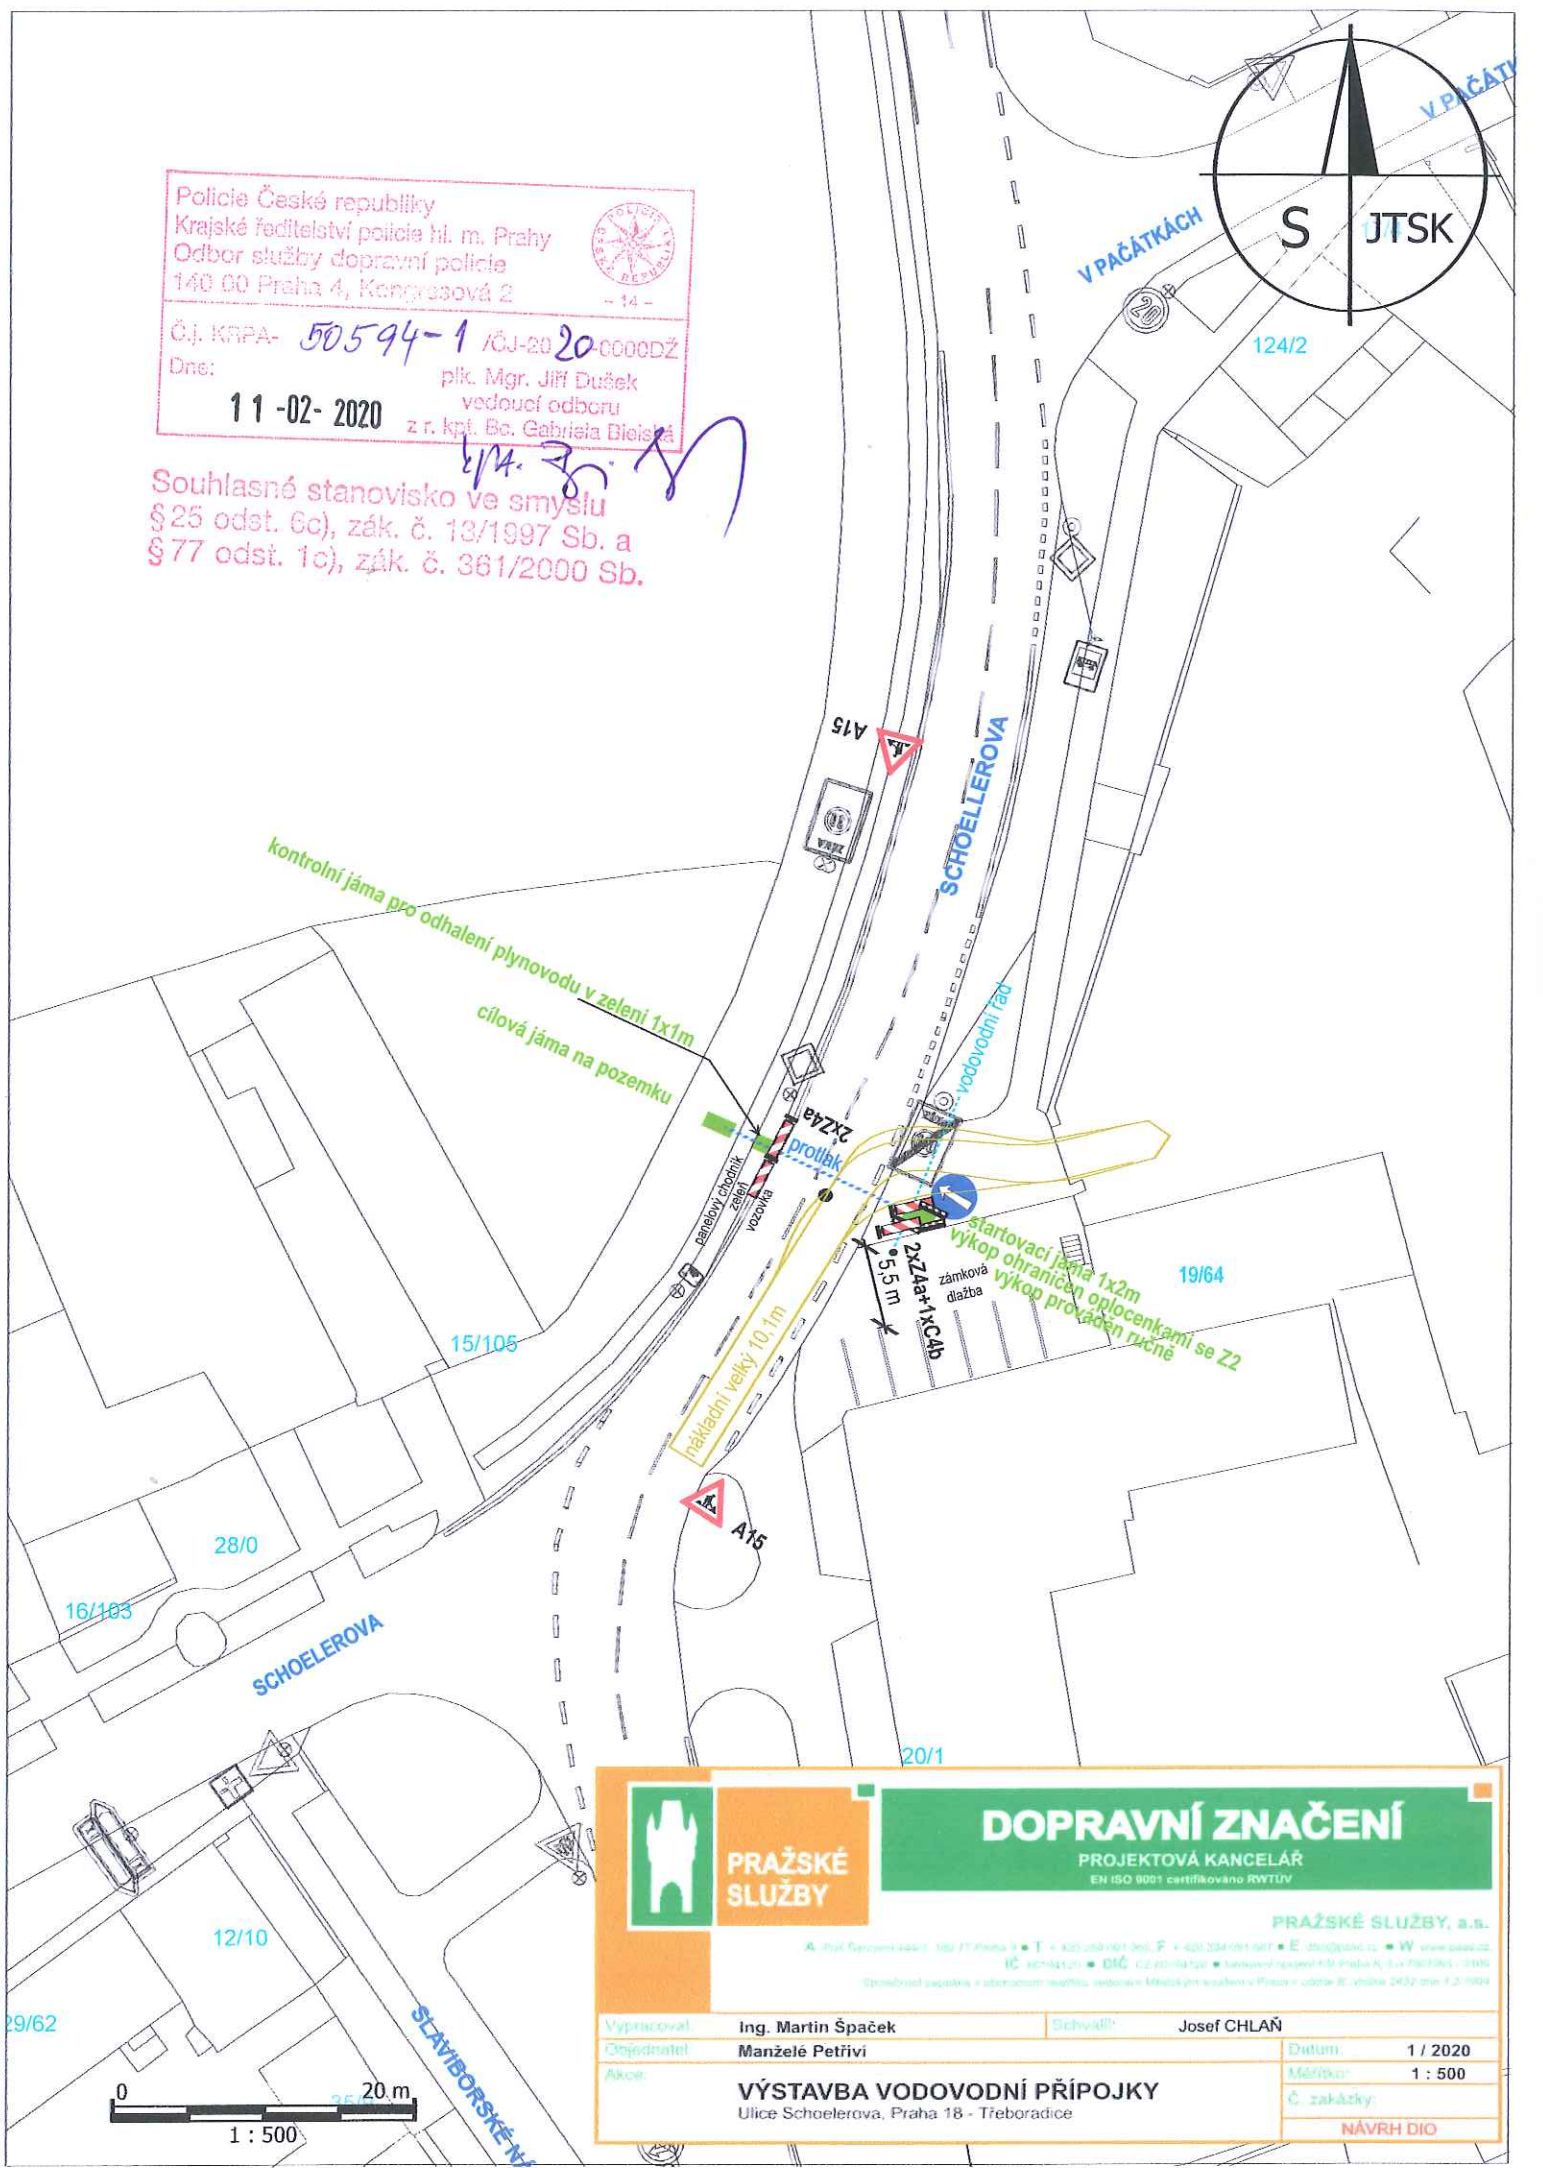 V PAČÁTK
V PAČÁTKÁCH
S JTSK
124/2
20
Policie České republiky
Krajské ředitelství policie hl. m. Prahy
Odbor služby dopravní policie
140 00 Praha 4, Kongresová 2
- 14 -
Č.j. KRPA- 50594-1 /ČJ-2020-0000DŽ
Dne:
11 -02- 2020
plk. Mgr. Jiří Dušek
vedoucí odboru
z r. kpt. Bc. Gabriela Bielská
Souhlasné stanovisko ve smyslu
§ 25 odst. 6c), zák. č. 13/1997 Sb. a
§ 77 odst. 1c), zák. č. 361/2000 Sb.
A15
SCHOELLEROVA
kontrolní jáma pro odhalení plynovodu v zeleni 1x1m
cílová jáma na pozemku
vodovodní řad
2xZ4a
protlak
panelový chodník
zeleň
vozovka
startovací jáma 1x2m
výkop ohraničen oplocenkami se Z2
výkop prováděn ručně
2xZ4a+1xC4b
5,5 m
zámková
dlažba
19/64
15/105
nákladní velký 10,1m
A15
28/0
16/103
SCHOELEROVA
20/1
12/10
29/62
SLAVIBORSKÉ NÁ
0 20 m
1 : 500
PRAŽSKÉ
SLUŽBY
DOPRAVNÍ ZNAČENÍ
PROJEKTOVÁ KANCELÁŘ
EN ISO 9001 certifikováno RWTÜV
PRAŽSKÉ SLUŽBY, a.s.
Vypracoval: Ing. Martin Špaček
Schválil: Josef CHLAŇ
Objednatel: Manželé Petřivi
Datum: 1 / 2020
Akce:
Měřítko: 1 : 500
VÝSTAVBA VODOVODNÍ PŘÍPOJKY
Ulice Schoelerova, Praha 18 - Třeboradice
Č. zakázky:
NÁVRH DIO